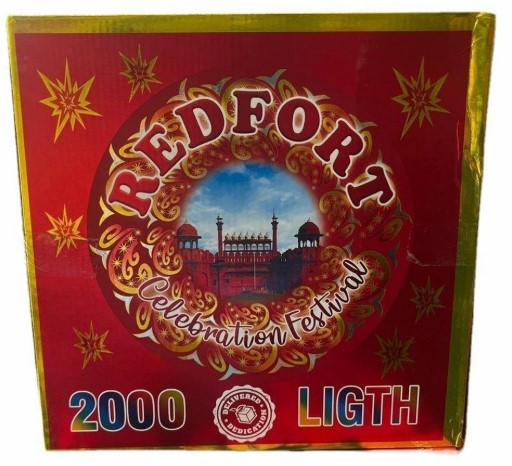 REDFORT
Celebration Festival
2000
DELIVERED
DEDICATION
LIGTH